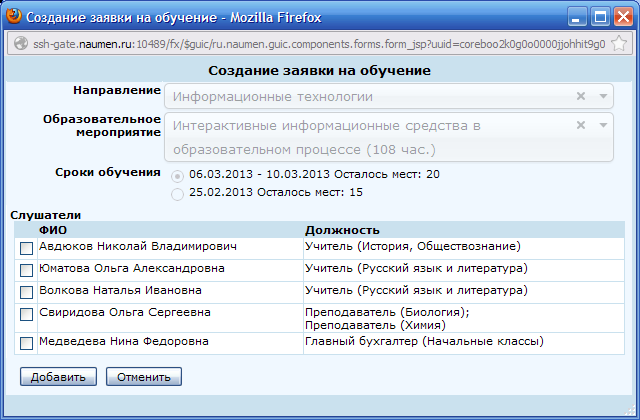 Создание заявки на обучение - Mozilla Firefox
ssh-gate.naumen.ru:10489/fx/$guic/ru.naumen.guic.components.forms.form_jsp?uuid=coreboo2k0g0o0000jjohhit9g0
Создание заявки на обучение
Направление Информационные технологии
Образовательное мероприятие Интерактивные информационные средства в
образовательном процессе (108 час.)
Сроки обучения 06.03.2013 - 10.03.2013 Осталось мест: 20
25.02.2013 Осталось мест: 15
Слушатели
ФИО Должность
Авдюков Николай Владимирович Учитель (История, Обществознание)
Юматова Ольга Александровна Учитель (Русский язык и литература)
Волкова Наталья Ивановна Учитель (Русский язык и литература)
Свиридова Ольга Сергеевна Преподаватель (Биология);
Преподаватель (Химия)
Медведева Нина Федоровна Главный бухгалтер (Начальные классы)
Добавить Отменить